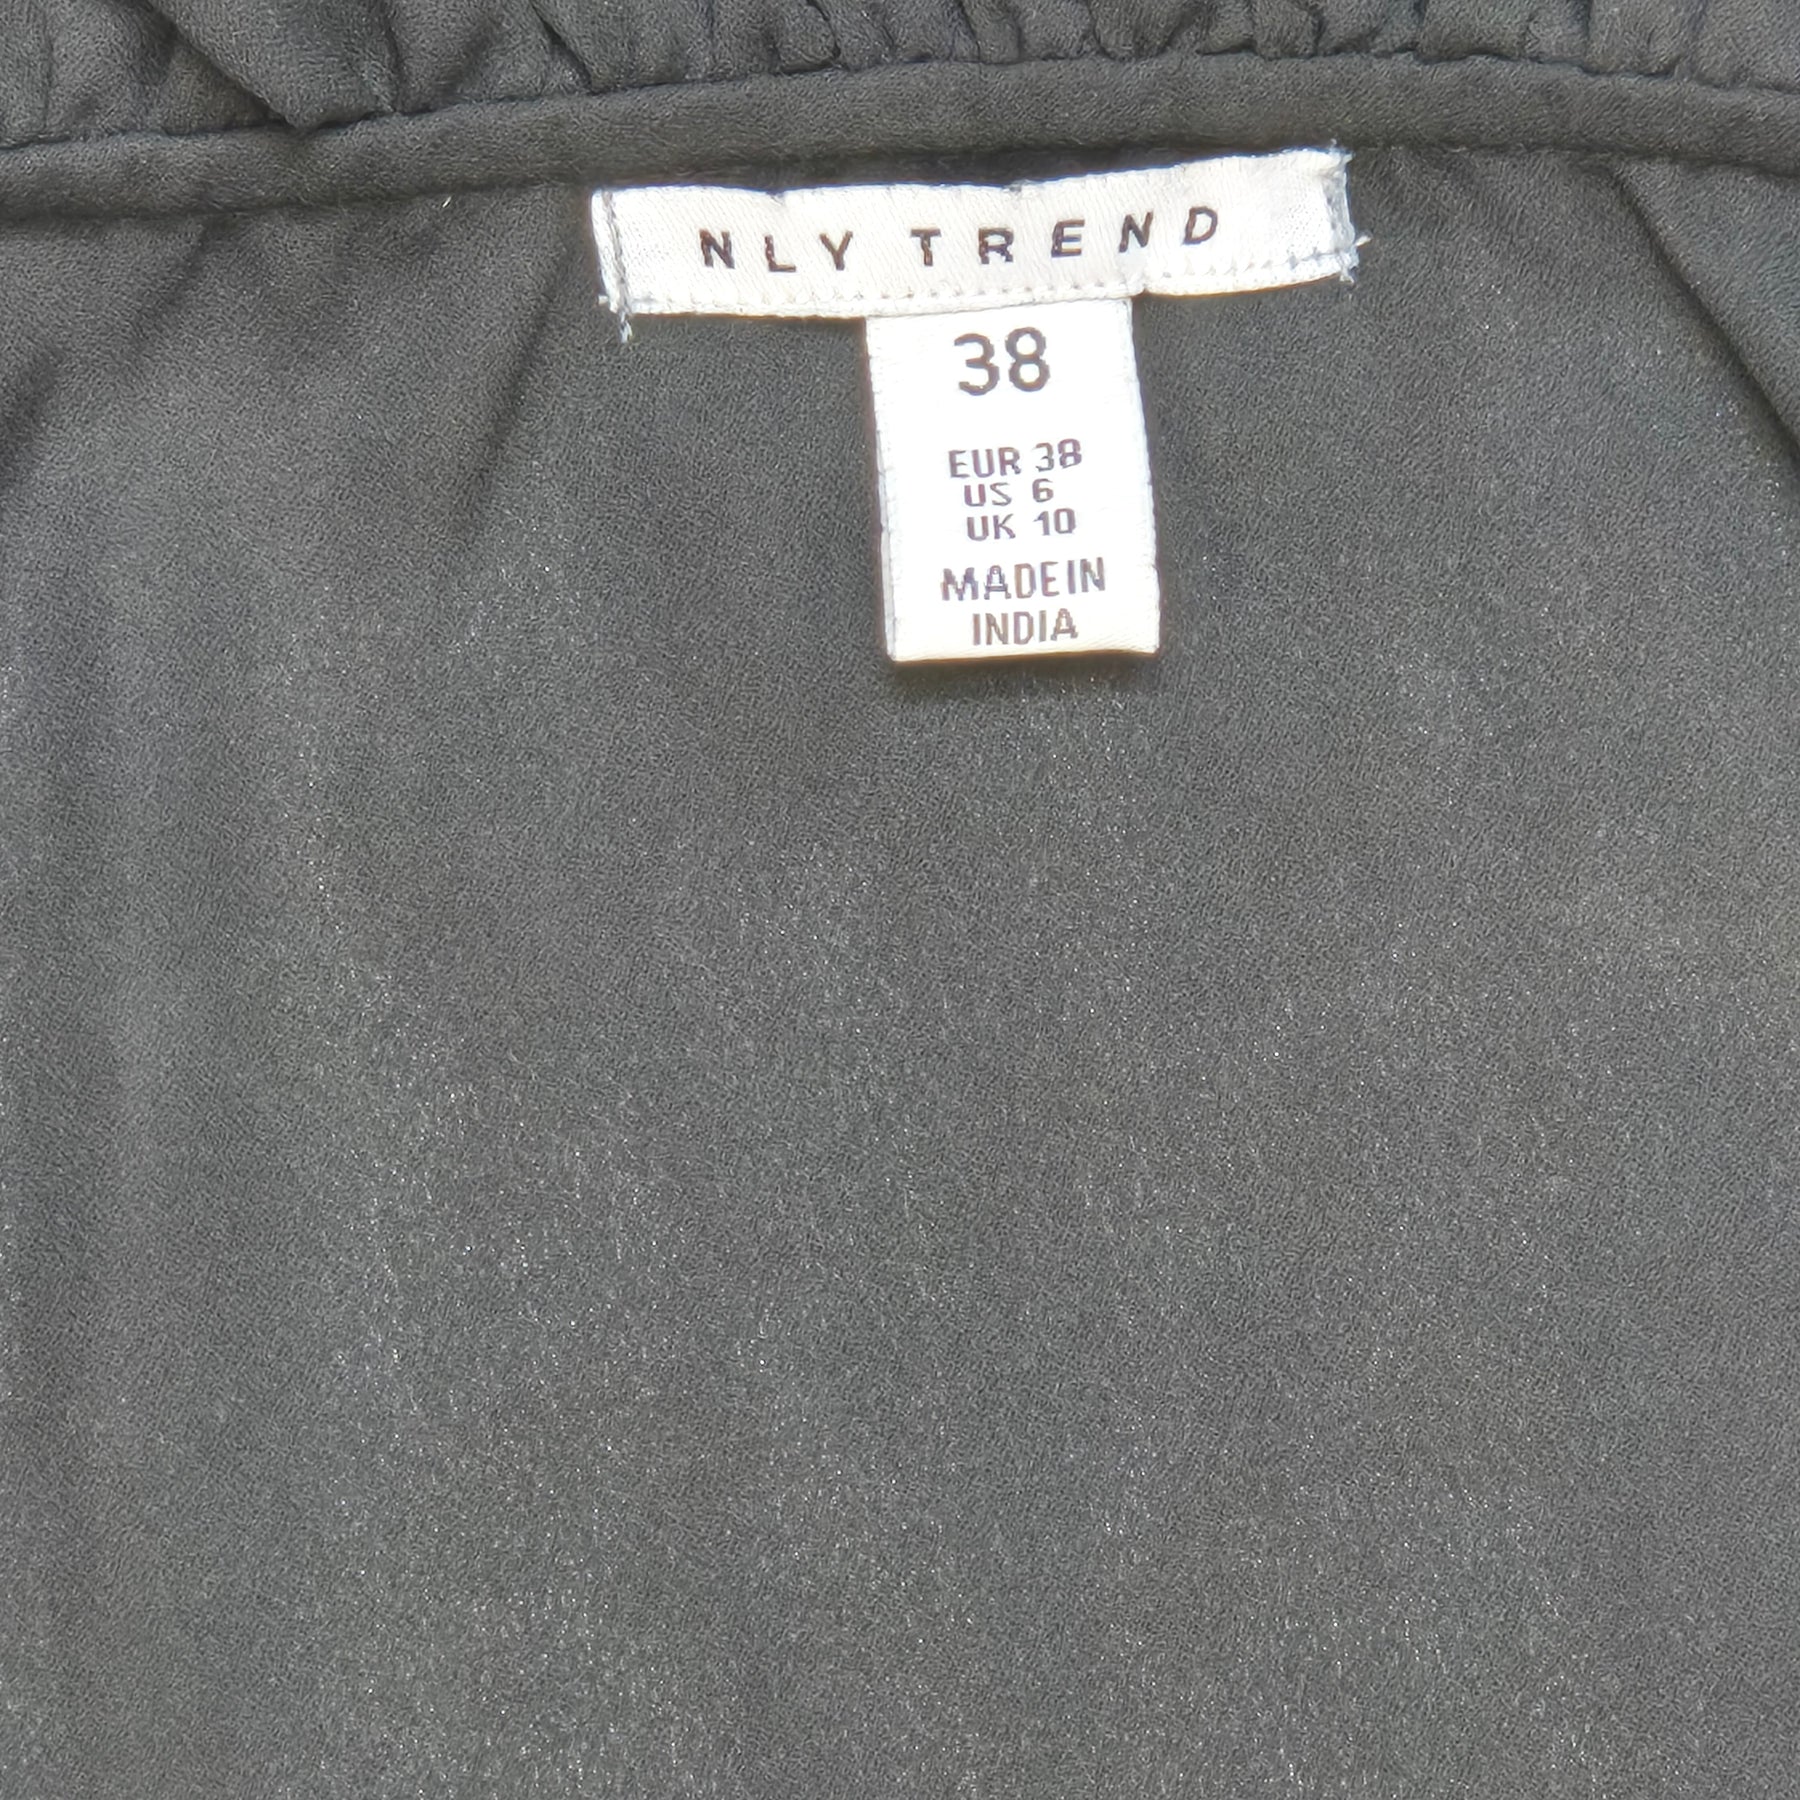 NLY TREND
38
EUR 38
US 6
UK 10
MADE IN
INDIA